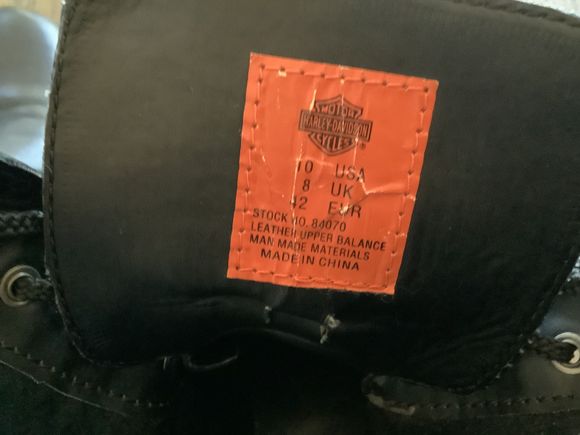 MOTOR
HARLEY-DAVIDSON
CYCLES
®
10 USA
8 UK
42 EUR
STOCK NO. 84070
LEATHER UPPER BALANCE
MAN MADE MATERIALS
MADE IN CHINA